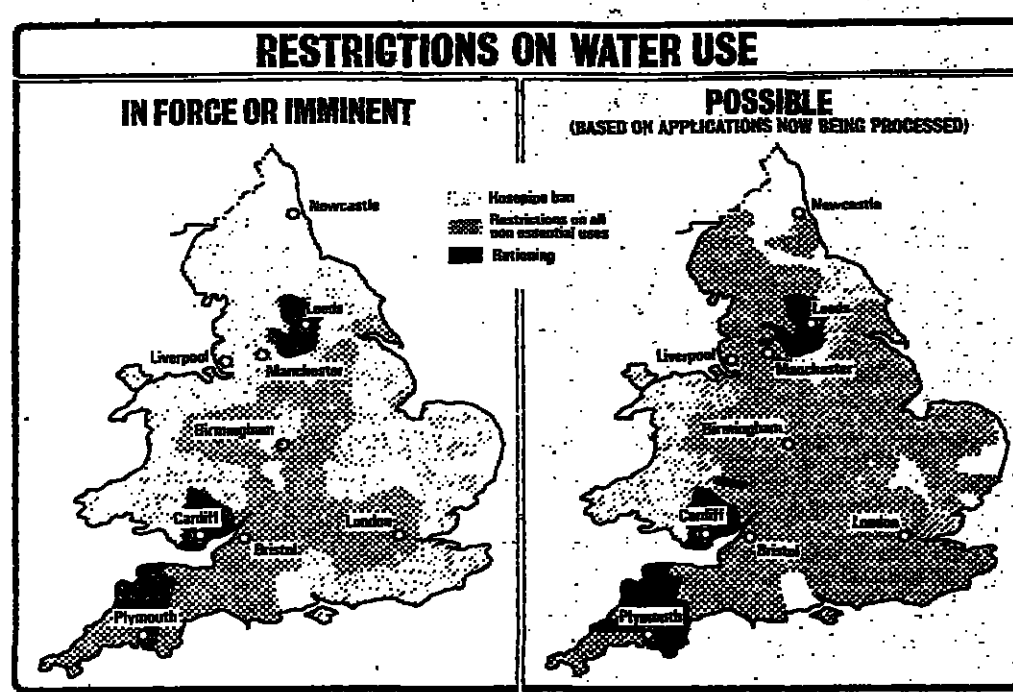 RESTRICTIONS ON WATER USE
IN FORCE OR IMMINENT
Newcastle
Leeds
Liverpool
Manchester
Birmingham
Cardiff
London
Bristol
Plymouth
Hosepipe ban
Restrictions on all
non essential uses
Rationing
POSSIBLE
(BASED ON APPLICATIONS NOW BEING PROCESSED)
Newcastle
Leeds
Liverpool
Manchester
Birmingham
Cardiff
London
Bristol
Plymouth